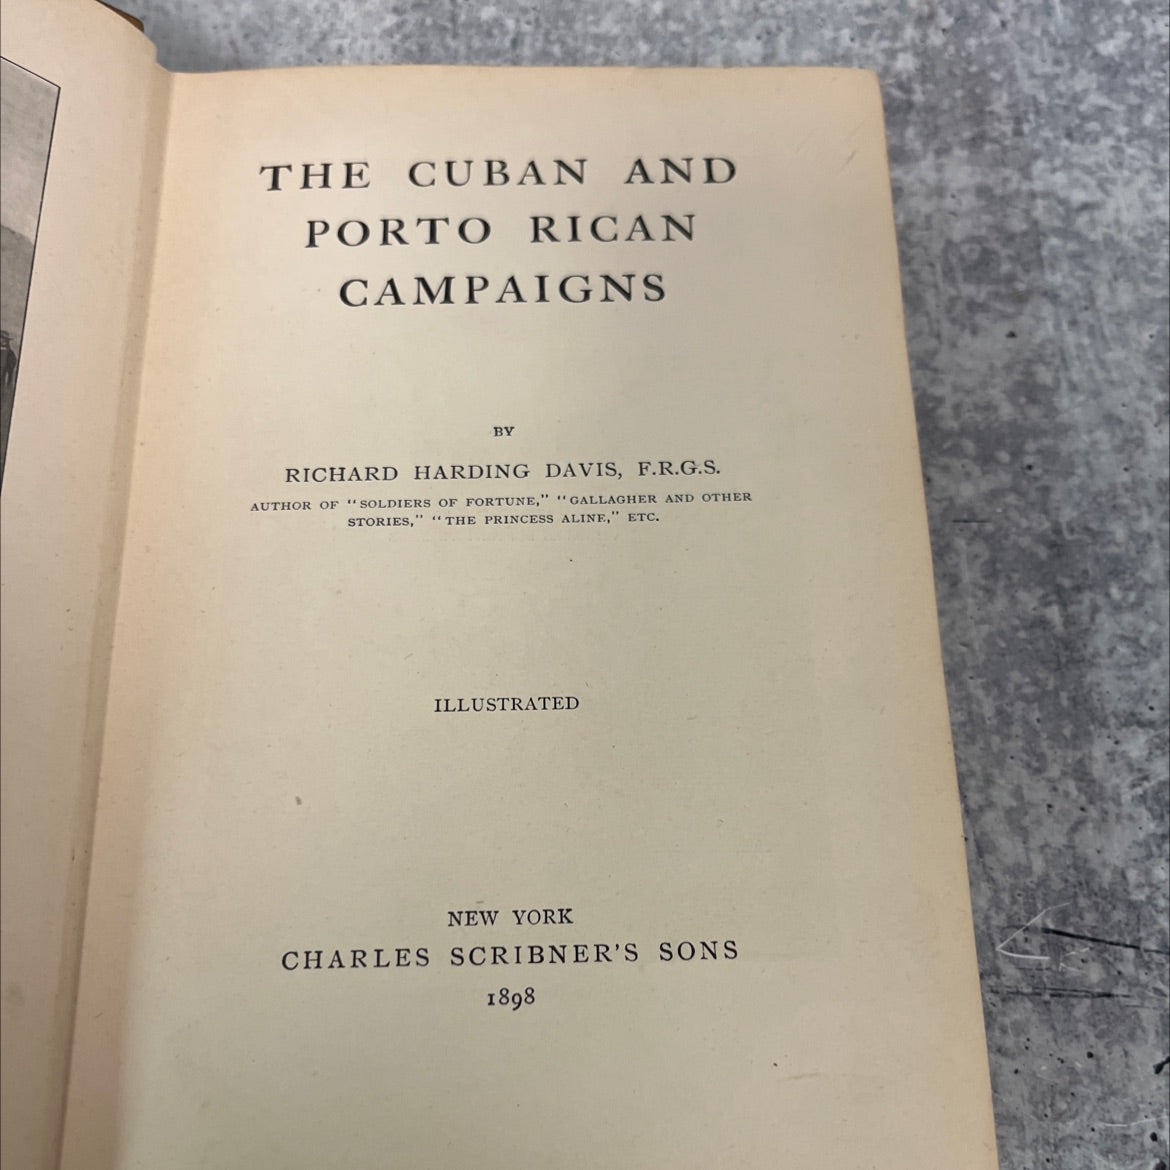 THE CUBAN AND
PORTO RICAN
CAMPAIGNS
BY
RICHARD HARDING DAVIS, F.R.G.S.
AUTHOR OF "SOLDIERS OF FORTUNE," "GALLAGHER AND OTHER
STORIES," "THE PRINCESS ALINE," ETC.
ILLUSTRATED
NEW YORK
CHARLES SCRIBNER'S SONS
1898